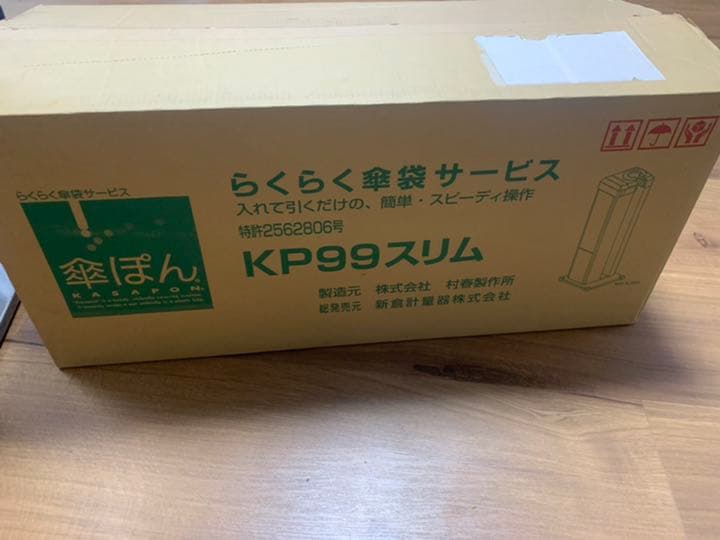 らくらく傘袋サービス
傘ぽん
KASAPON
らくらく傘袋サービス
入れて引くだけの、簡単・スピーディ操作
特許2562806号
KP99スリム
製造元 株式会社 村春製作所
総発売元 新倉計量器株式会社